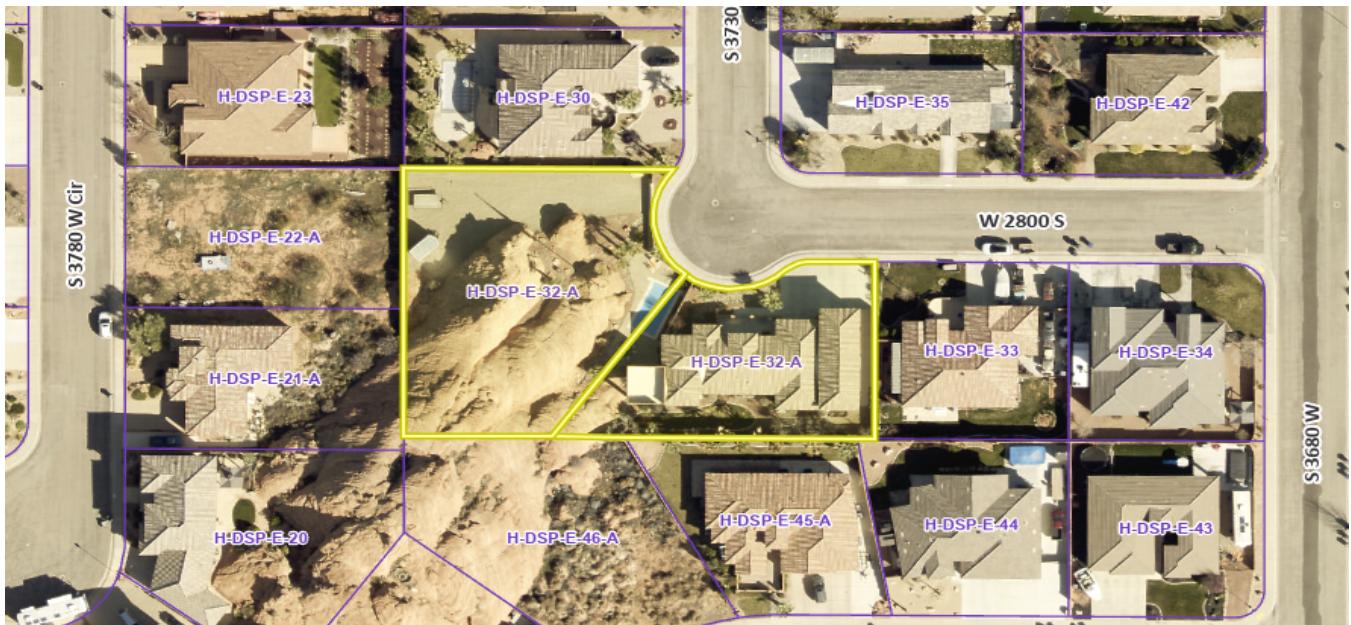 S 3730
H-DSP-E-23
H-DSP-E-30
H-DSP-E-35
H-DSP-E-42
S 3780 W Cir
H-DSP-E-22-A
W 2800 S
H-DSP-E-32-A
H-DSP-E-21-A
H-DSP-E-32-A
H-DSP-E-33
H-DSP-E-34
S 3680 W
H-DSP-E-20
H-DSP-E-46-A
H-DSP-E-45-A
H-DSP-E-44
H-DSP-E-43